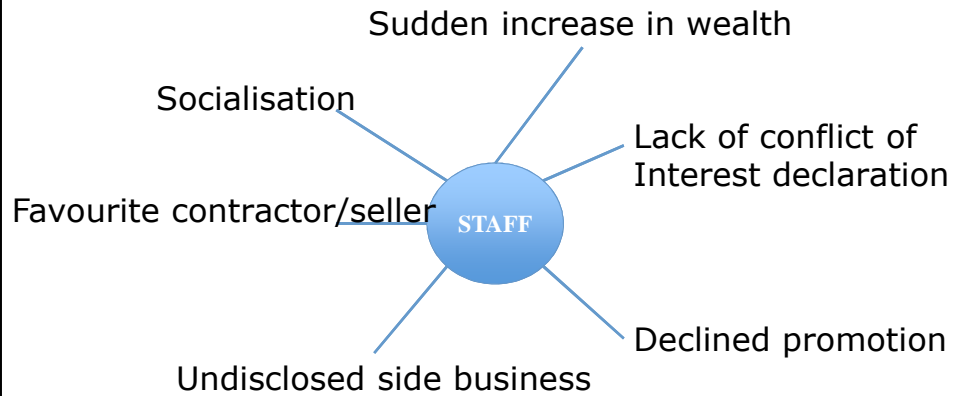 Sudden increase in wealth
Socialisation
Lack of conflict of
Interest declaration
Favourite contractor/seller
STAFF
Declined promotion
Undisclosed side business